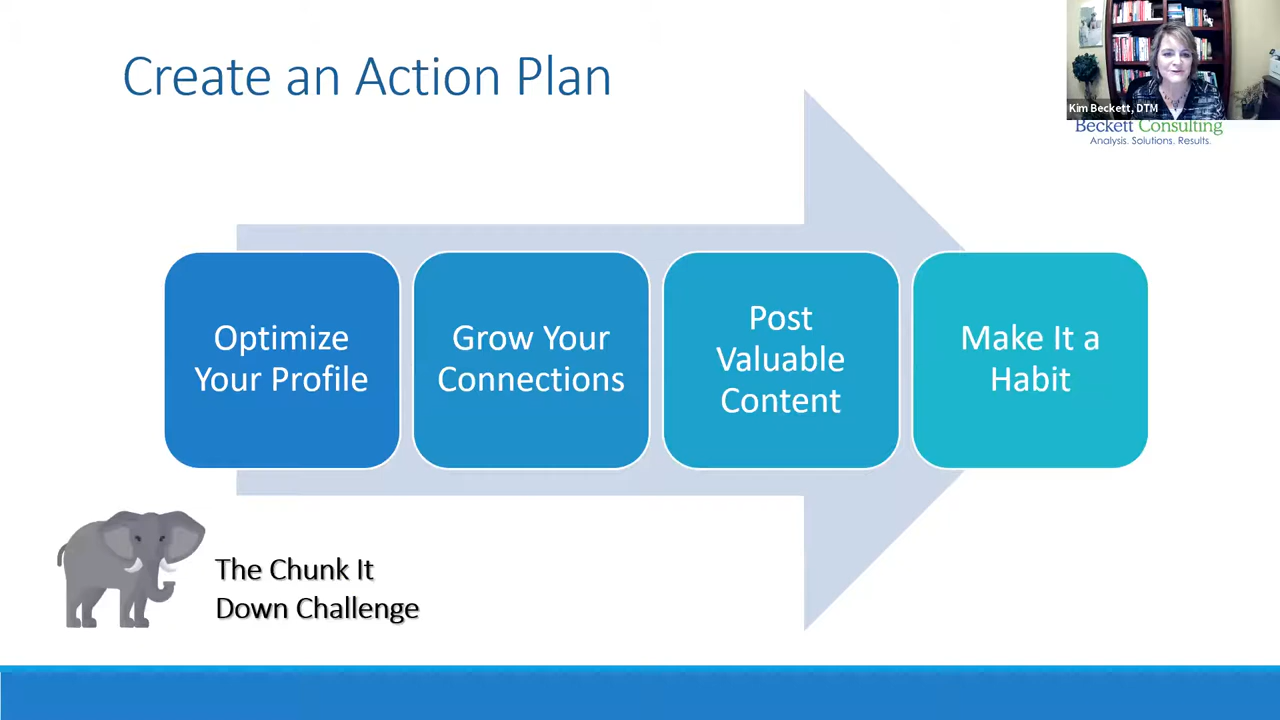 Create an Action Plan
Kim Beckett, DTM
Beckett Consulting
Analysis. Solutions. Results.
Optimize
Your Profile
Grow Your
Connections
Post
Valuable
Content
Make It a
Habit
The Chunk It
Down Challenge